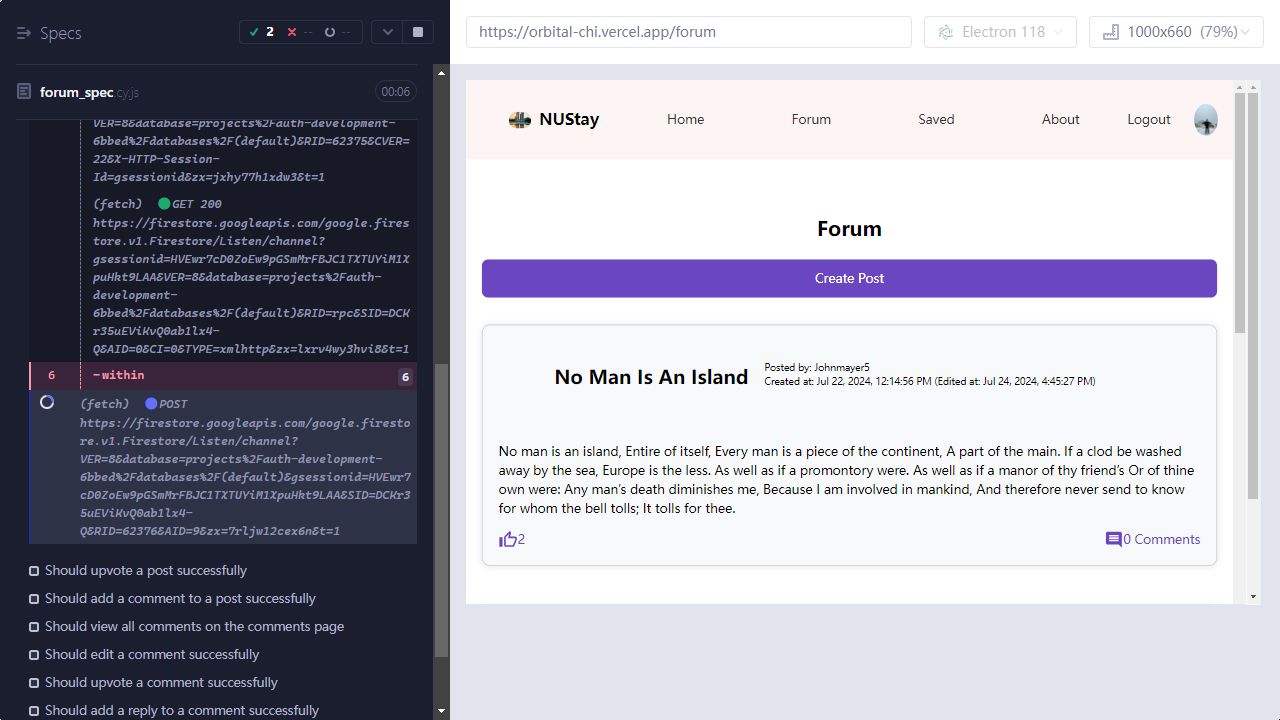 Specs
2
--
--
forum_spec.cy.js
00:06
VER=8&database=projects%2Fauth-development-
6bbed%2Fdatabases%2F(default)&RID=62375&CVER=
22&X-HTTP-Session-
Id=gsessionid&zx=jxhy77h1xdw3&t=1
(fetch) GET 200
https://firestore.googleapis.com/google.fires
tore.v1.Firestore/Listen/channel?
gsessionid=HVEwr7cD0ZoEw9pGSmMrFBJC1TXTUYiM1X
puHkt9LAA&VER=8&database=projects%2Fauth-
development-
6bbed%2Fdatabases%2F(default)&RID=rpc&SID=DCK
r35uEViKvQ0ab1lx4-
Q&AID=0&CI=0&TYPE=xmlhttp&zx=lxrv4wy3hvi8&t=1
6 -within 6
(fetch) POST
https://firestore.googleapis.com/google.firesto
re.v1.Firestore/Listen/channel?
VER=8&database=projects%2Fauth-development-
6bbed%2Fdatabases%2F(default)&gsessionid=HVEwr7
cD0ZoEw9pGSmMrFBJC1TXTUYiM1XpuHkt9LAA&SID=DCKr3
5uEViKvQ0ab1lx4-
Q&RID=62376&AID=9&zx=7rljw12cex6n&t=1
Should upvote a post successfully
Should add a comment to a post successfully
Should view all comments on the comments page
Should edit a comment successfully
Should upvote a comment successfully
Should add a reply to a comment successfully
https://orbital-chi.vercel.app/forum
Electron 118
1000x660 (79%)
NUStay
Home
Forum
Saved
About
Logout
Forum
Create Post
No Man Is An Island
Posted by: Johnmayer5
Created at: Jul 22, 2024, 12:14:56 PM (Edited at: Jul 24, 2024, 4:45:27 PM)
No man is an island, Entire of itself, Every man is a piece of the continent, A part of the main. If a clod be washed
away by the sea, Europe is the less. As well as if a promontory were. As well as if a manor of thy friend’s Or of thine
own were: Any man’s death diminishes me, Because I am involved in mankind, And therefore never send to know
for whom the bell tolls; It tolls for thee.
2
0 Comments